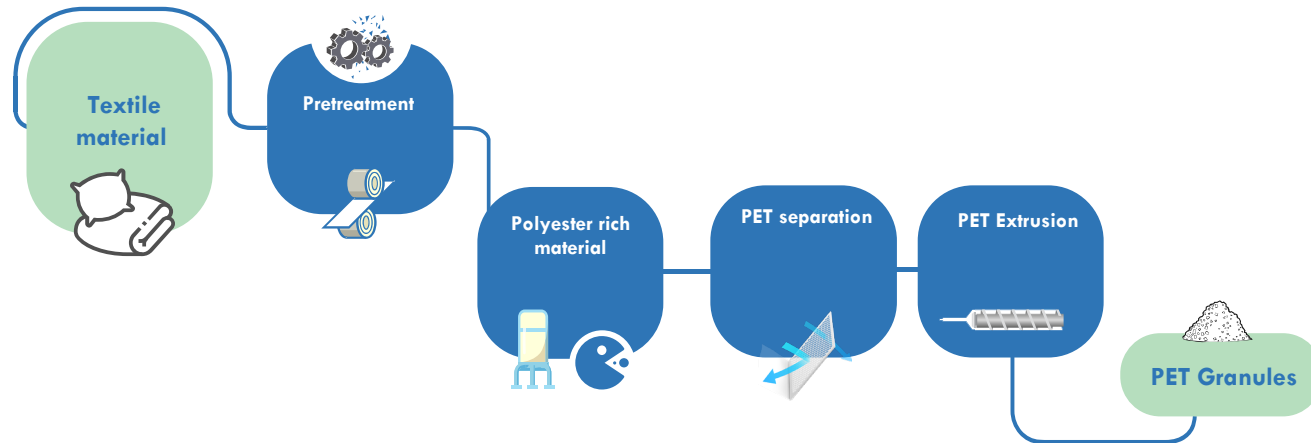 Textile
material
Pretreatment
Polyester rich
material
PET separation
PET Extrusion
PET Granules